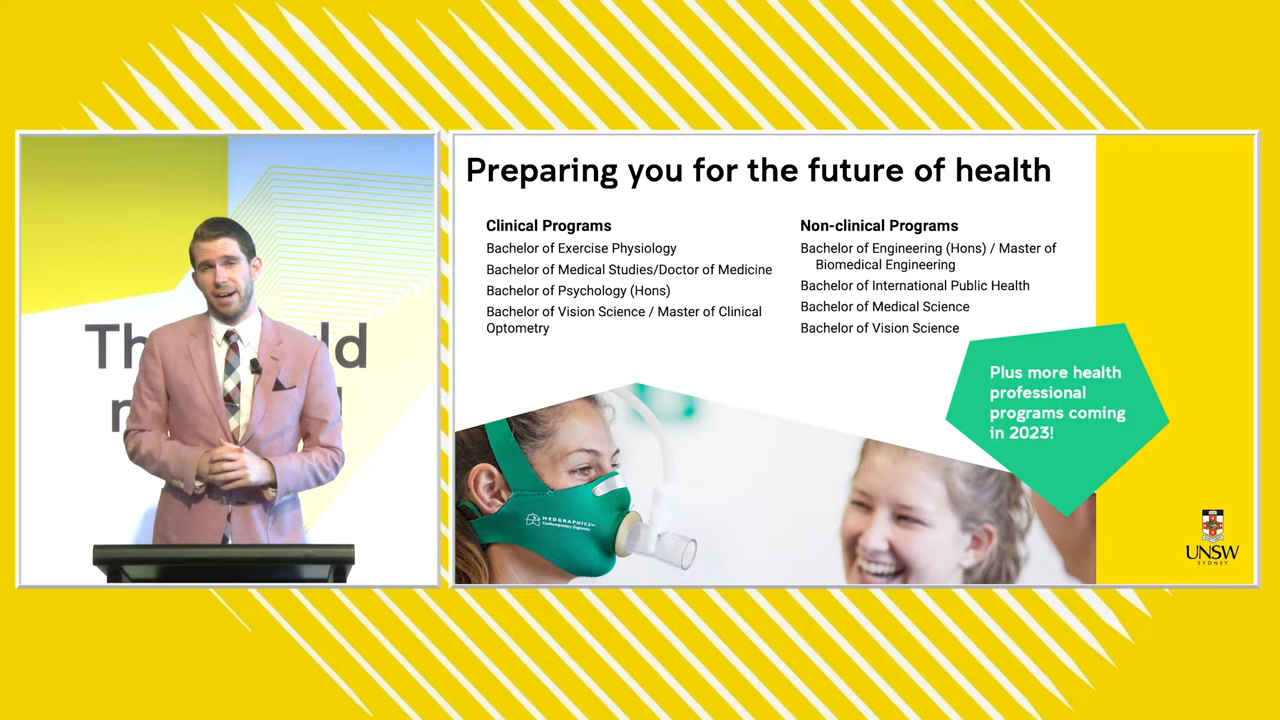 Preparing you for the future of health
Clinical Programs
Bachelor of Exercise Physiology
Bachelor of Medical Studies/Doctor of Medicine
Bachelor of Psychology (Hons)
Bachelor of Vision Science / Master of Clinical
Optometry
Non-clinical Programs
Bachelor of Engineering (Hons) / Master of
Biomedical Engineering
Bachelor of International Public Health
Bachelor of Medical Science
Bachelor of Vision Science
Plus more health
professional
programs coming
in 2023!
MEDGRAPHICS
Cardiorespiratory Diagnostics
UNSW
SYDNEY